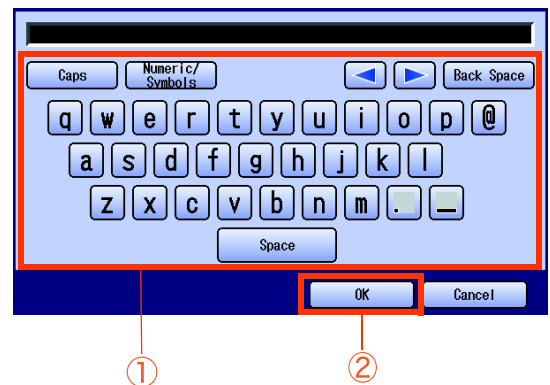 Caps Numeric/ Back Space
Symbols
q w e r t y u i o p @
a s d f g h j k l
z x c v b n m . _
Space
OK Cancel
① ②